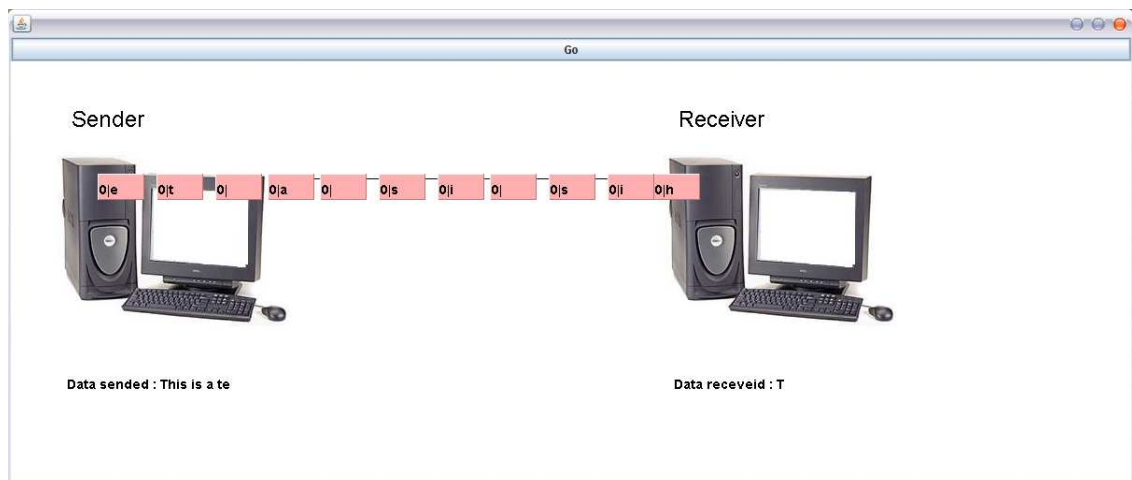 Go
Sender Receiver
0|e 0|t 0| 0|a 0| 0|s 0|i 0| 0|s 0|i 0|h
Data sended : This is a te Data receveid : T